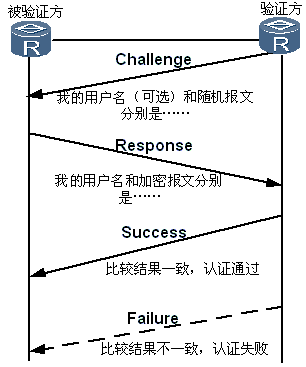 被验证方
验证方
R
R
Challenge
我的用户名（可选）和随机报文
分别是……
Response
我的用户名和加密报文分别
是……
Success
比较结果一致，认证通过
Failure
比较结果不一致，认证失败